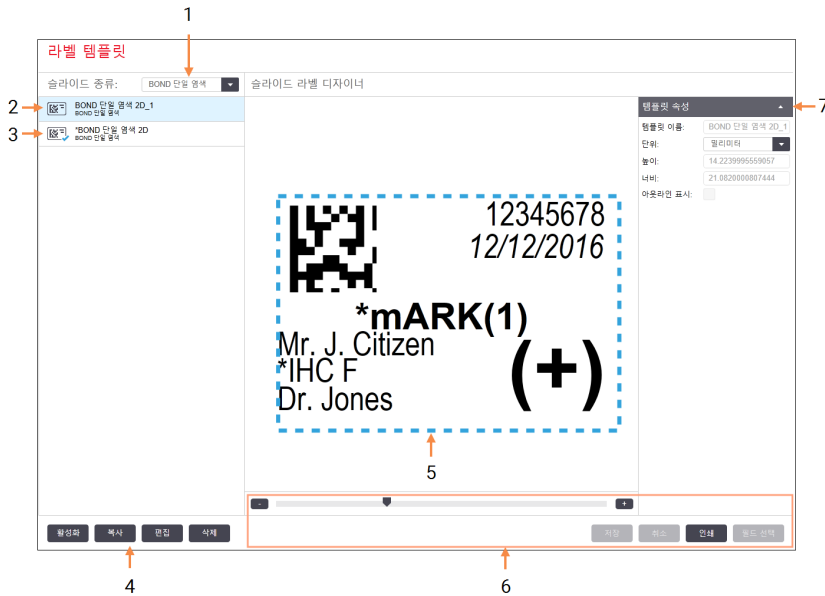 1
라벨 템플릿
슬라이드 종류: BOND 단일 염색 슬라이드 라벨 디자이너
2 BOND 단일 염색 2D_1
BOND 단일 염색
3 *BOND 단일 염색 2D
BOND 단일 염색
템플릿 속성 7
템플릿 이름: BOND 단일 염색 2D_1
단위: 밀리미터
높이: 14.2239995559057
너비: 21.0820000807444
아웃라인 표시:
12345678
12/12/2016
*mARK(1)
Mr. J. Citizen
*IHC F
Dr. Jones
(+)
5
- +
활성화 복사 편집 삭제 저장 취소 인쇄 필드 선택
4 6